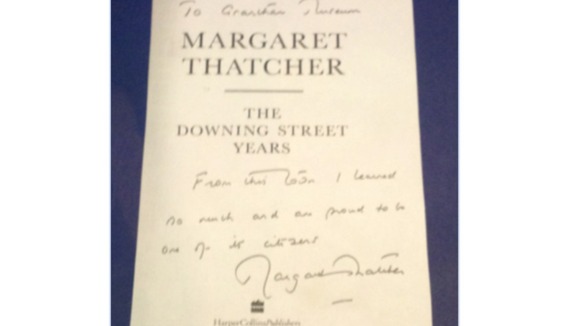 To Grantham Museum
MARGARET
THATCHER
THE
DOWNING STREET
YEARS
From this Town I learned
so much and am proud to be
one of its citizens
Margaret Thatcher
HarperCollinsPublishers